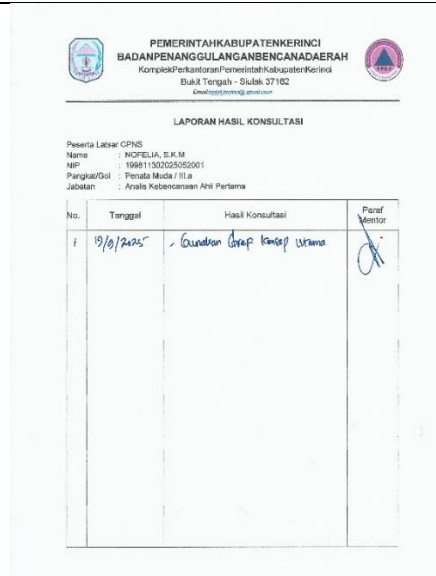 PEMERINTAHKABUPATENKERINCI
BADANPENANGGULANGANBENCANADAERAH
KomplekPerkantoranPemerintahKabupatenKerinci
Bukit Tengah - Siulak 37162
LAPORAN HASIL KONSULTASI
Peserta Latsar CPNS
Nama : NOFELIA, S.K.M
NIP : 199811302025052001
Pangkat/Gol : Penata Muda / III.a
Jabatan : Analis Kebencanaan Ahli Pertama
No. Tanggal Hasil Konsultasi Paraf Mentor
1 19/9/2025 - Gunakan konsep utama